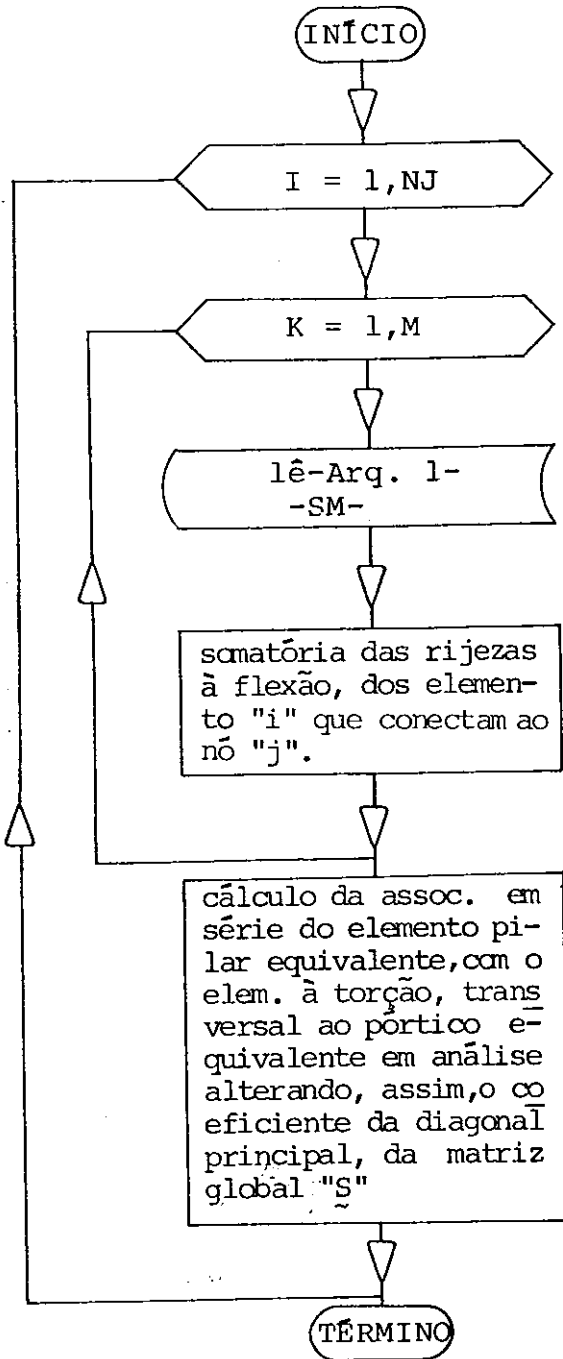 INÍCIO
I = 1,NJ
K = 1,M
lê-Arq. 1-
-SM-
somatória das rijezas
à flexão, dos elemen-
to "i" que conectam ao
nó "j".
cálculo da assoc. em
série do elemento pi-
lar equivalente,com o
elem. à torção, trans
versal ao pórtico e-
quivalente em análise
alterando, assim,o co
eficiente da diagonal
principal, da matriz
global "S"
TÉRMINO